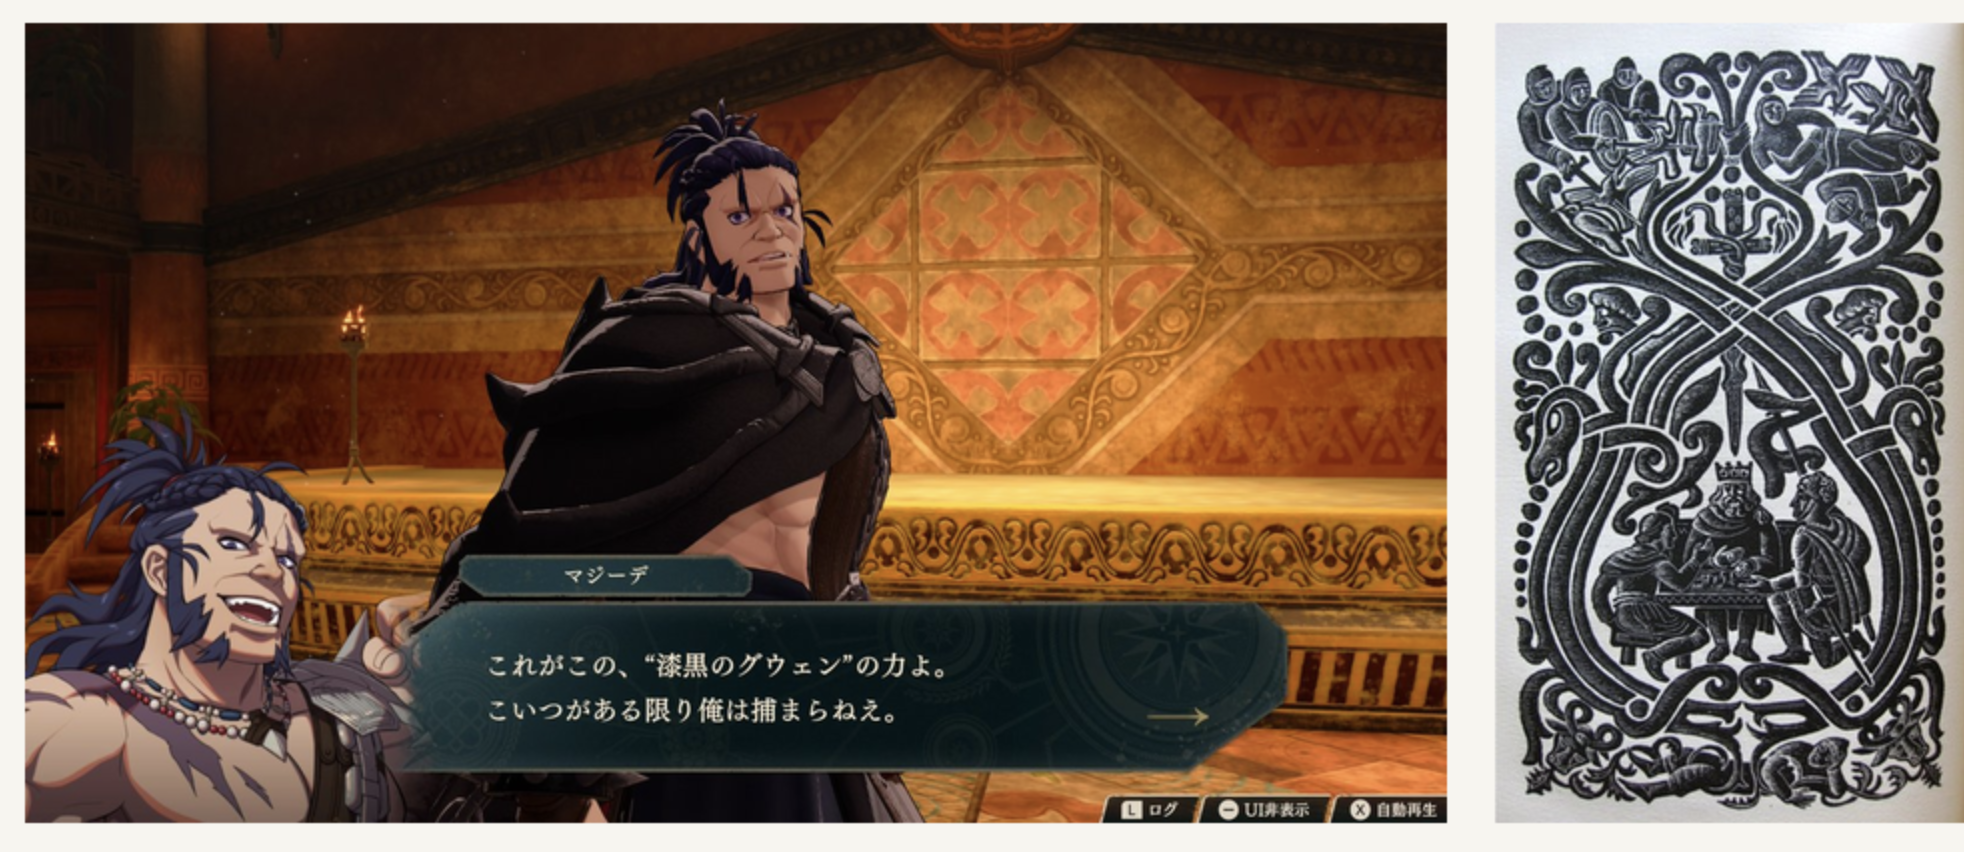 マジーデ
これがこの、“漆黒のグウェン”の力よ。
こいつがある限り俺は捕まらねえ。
L ログ
UI非表示
X 自動再生